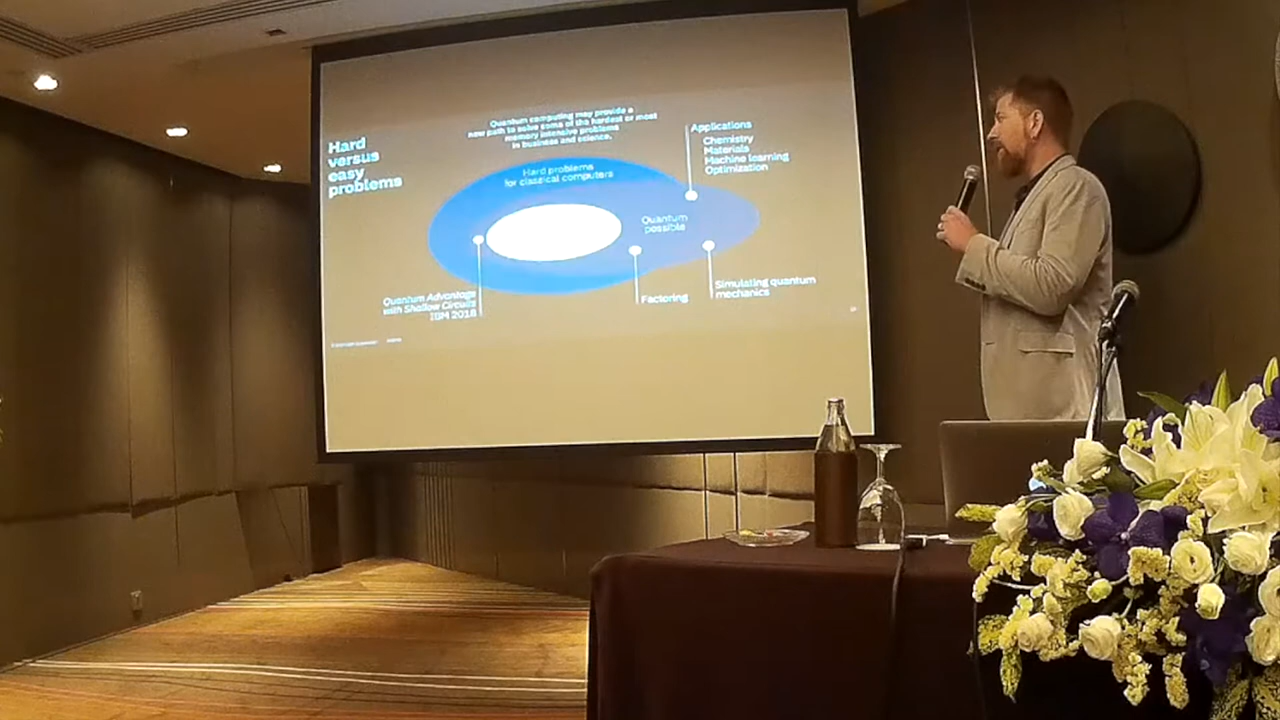 Hard
versus
easy
problems
Quantum computing may provide a
new path to solve some of the hardest or most
memory intensive problems
in business and science.
Hard problems
for classical computers
Applications
Chemistry
Materials
Machine learning
Optimization
Quantum
possible
Quantum Advantage
with Shallow Circuits
IBM 2018
Factoring
Simulating quantum
mechanics